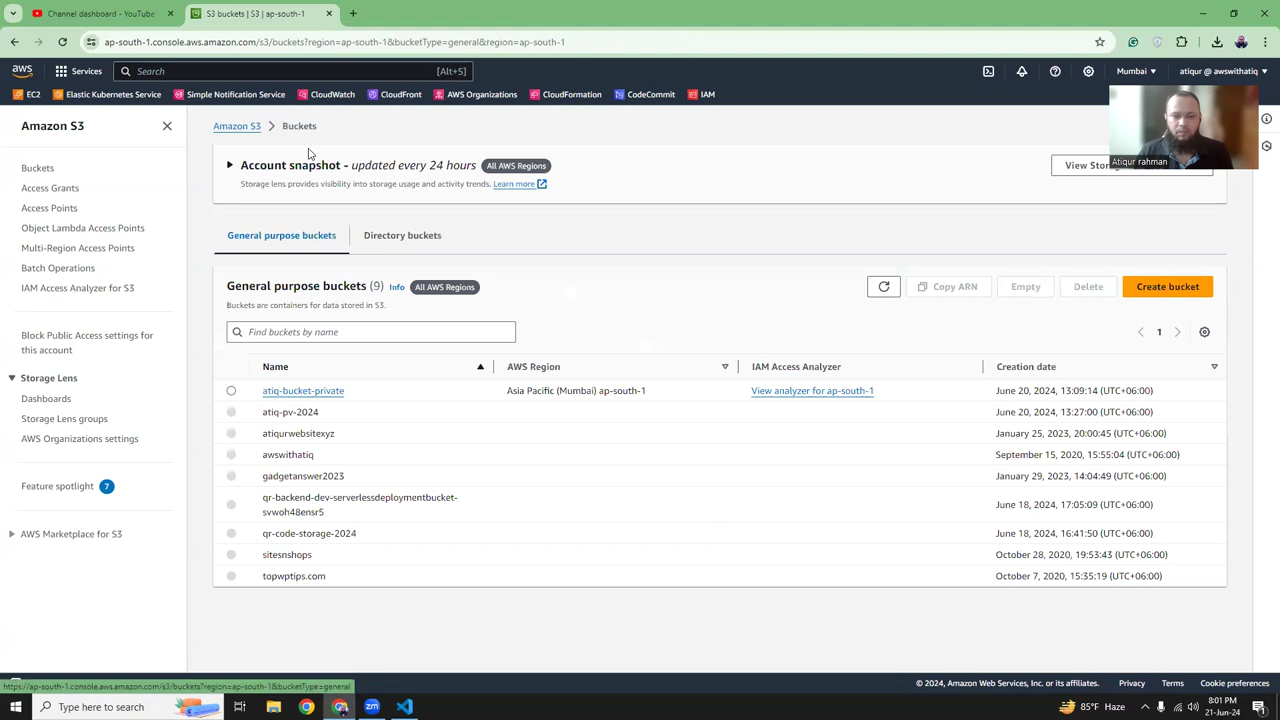 Channel dashboard - YouTube
S3 buckets | S3 | ap-south-1
ap-south-1.console.aws.amazon.com/s3/buckets?region=ap-south-1&bucketType=general&region=ap-south-1
aws
Services
Search
[Alt+S]
Mumbai
atiqur @ awswithatiq
EC2
Elastic Kubernetes Service
Simple Notification Service
CloudWatch
CloudFront
AWS Organizations
CloudFormation
CodeCommit
IAM
Amazon S3
Buckets
Access Grants
Access Points
Object Lambda Access Points
Multi-Region Access Points
Batch Operations
IAM Access Analyzer for S3
Block Public Access settings for
this account
Storage Lens
Dashboards
Storage Lens groups
AWS Organizations settings
Feature spotlight 7
AWS Marketplace for S3
Amazon S3 > Buckets
Account snapshot - updated every 24 hours All AWS Regions
Storage lens provides visibility into storage usage and activity trends. Learn more
View Stor
Atiqur rahman
General purpose buckets
Directory buckets
General purpose buckets (9) Info All AWS Regions
Buckets are containers for data stored in S3.
Copy ARN
Empty
Delete
Create bucket
Find buckets by name
1
Name AWS Region IAM Access Analyzer Creation date
atiq-bucket-private Asia Pacific (Mumbai) ap-south-1 View analyzer for ap-south-1 June 20, 2024, 13:09:14 (UTC+06:00)
atiq-pv-2024 June 20, 2024, 13:27:00 (UTC+06:00)
atiqurwebsitexyz January 25, 2023, 20:00:45 (UTC+06:00)
awswithatiq September 15, 2020, 15:55:04 (UTC+06:00)
gadgetanswer2023 January 29, 2023, 14:04:49 (UTC+06:00)
qr-backend-dev-serverlessdeploymentbucket-
svwoh48ensr5 June 18, 2024, 17:05:09 (UTC+06:00)
qr-code-storage-2024 June 18, 2024, 16:41:50 (UTC+06:00)
sitesnshops October 28, 2020, 19:53:43 (UTC+06:00)
topwptips.com October 7, 2020, 15:35:19 (UTC+06:00)
https://ap-south-1.console.aws.amazon.com/s3/buckets?region=ap-south-1&bucketType=general
© 2024, Amazon Web Services, Inc. or its affiliates.
Privacy
Terms
Cookie preferences
Type here to search
85°F Haze
8:01 PM
21-Jun-24